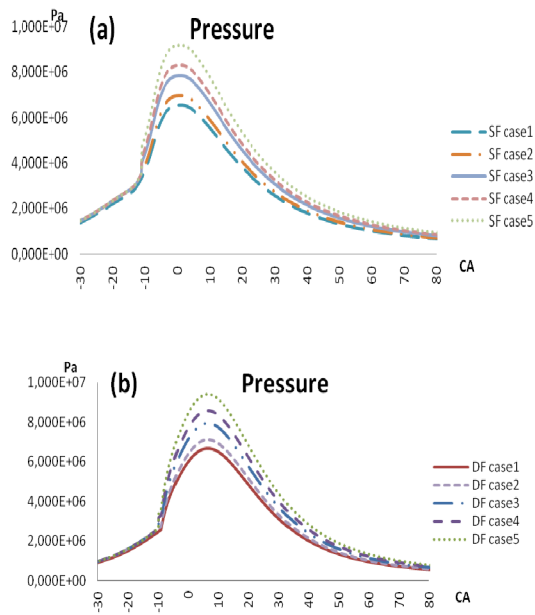 Pa
(a) Pressure
1,000E+07
8,000E+06
6,000E+06
4,000E+06
2,000E+06
0,000E+00
-30 -20 -10 0 10 20 30 40 50 60 70 80
CA
SF case1
SF case2
SF case3
SF case4
SF case5
Pa
(b) Pressure
1,000E+07
8,000E+06
6,000E+06
4,000E+06
2,000E+06
0,000E+00
-30 -20 -10 0 10 20 30 40 50 60 70 80
CA
DF case1
DF case2
DF case3
DF case4
DF case5